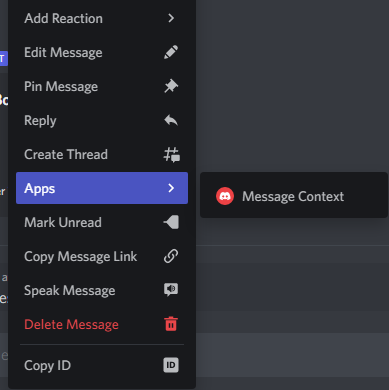 Add Reaction
Edit Message
Pin Message
Reply
Create Thread
Apps
Message Context
Mark Unread
Copy Message Link
Speak Message
Delete Message
Copy ID
ID